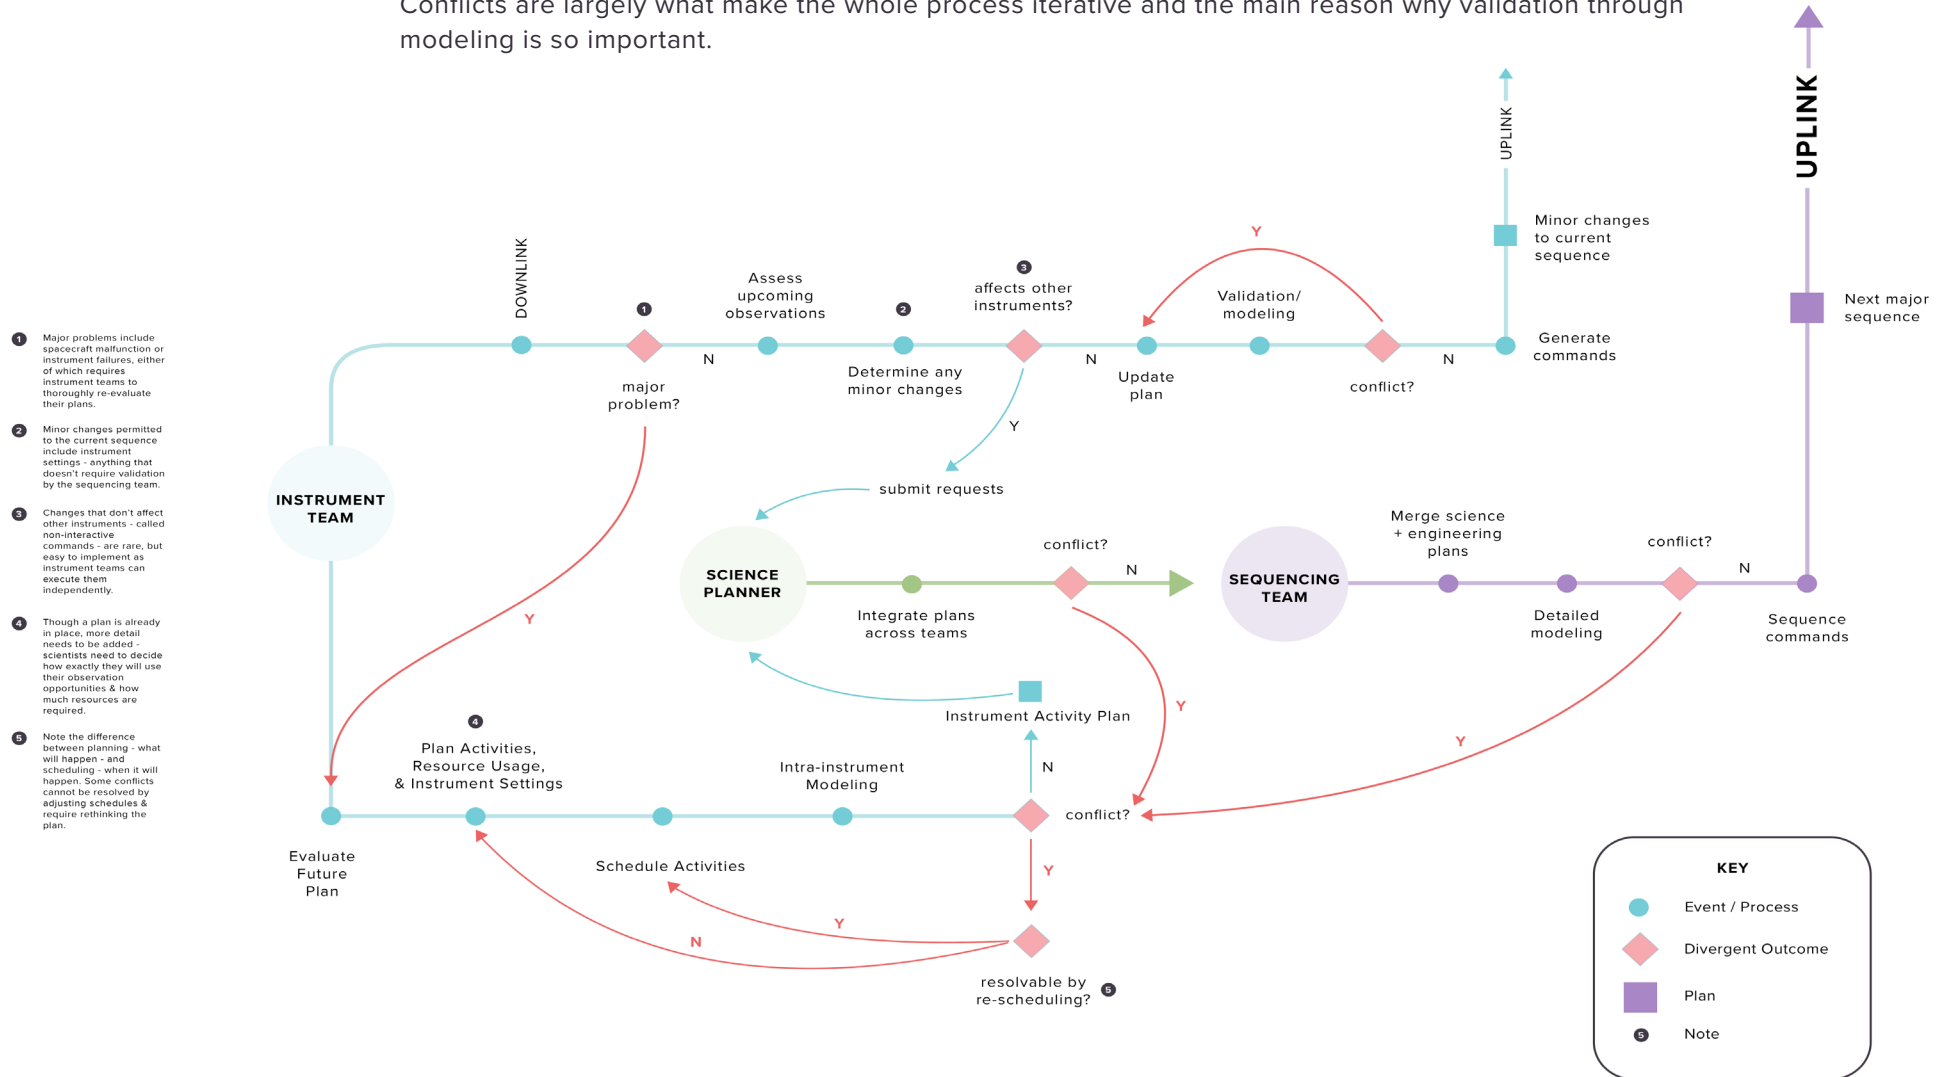 Conflicts are largely what make the whole process iterative and the main reason why validation through
modeling is so important.
UPLINK
UPLINK
Minor changes
to current
sequence
Next major
sequence
DOWNLINK
1
major
problem?
N
Y
Assess
upcoming
observations
2
Determine any
minor changes
3
affects other
instruments?
N
Y
Update
plan
Validation/
modeling
Y
conflict?
N
Generate
commands
submit requests
1
Major problems include
spacecraft malfunction or
instrument failures, either
of which requires
instrument teams to
thoroughly re-evaluate
their plans.
2
Minor changes permitted
to the current sequence
include instrument
settings - anything that
doesn't require validation
by the sequencing team.
3
Changes that don't affect
other instruments - called
non-interactive
commands - are rare, but
easy to implement as
instrument teams can
execute them
independently.
4
Though a plan is already
in place, more detail
needs to be added -
scientists need to decide
how exactly they will use
their observation
opportunities & how
much resources are
required.
5
Note the difference
between planning - what
will happen - and
scheduling - when it will
happen. Some conflicts
cannot be resolved by
adjusting schedules &
require rethinking the
plan.
INSTRUMENT
TEAM
SCIENCE
PLANNER
Integrate plans
across teams
conflict?
N
Y
SEQUENCING
TEAM
Merge science
+ engineering
plans
Detailed
modeling
conflict?
N
Y
Sequence
commands
Instrument Activity Plan
N
Evaluate
Future
Plan
4
Plan Activities,
Resource Usage,
& Instrument Settings
Schedule Activities
Intra-instrument
Modeling
conflict?
Y
Y
N
resolvable by
re-scheduling?
5
KEY
Event / Process
Divergent Outcome
Plan
5
Note